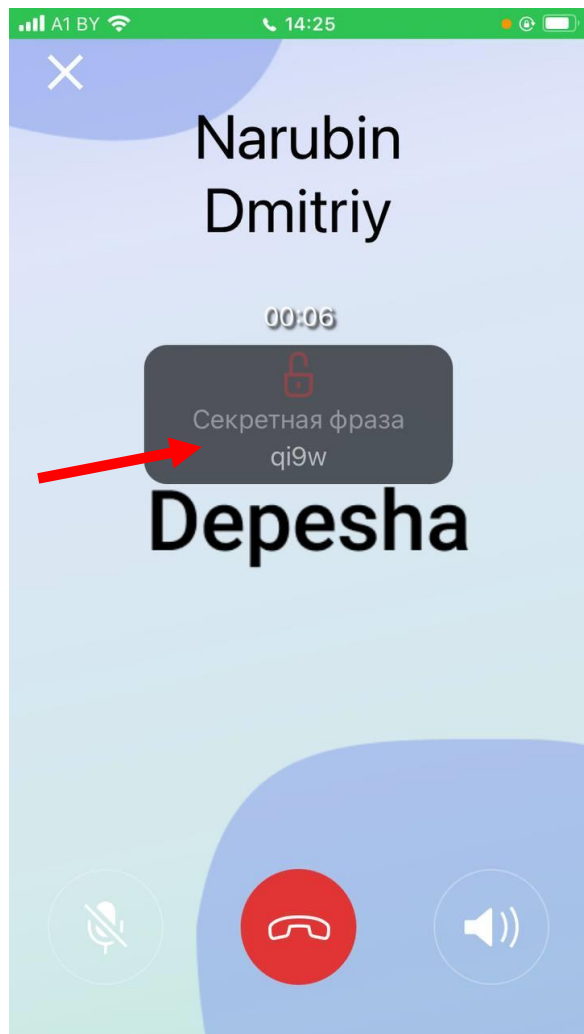 A1 BY 14:25
Narubin
Dmitriy
00:06
Секретная фраза
qi9w
Depesha